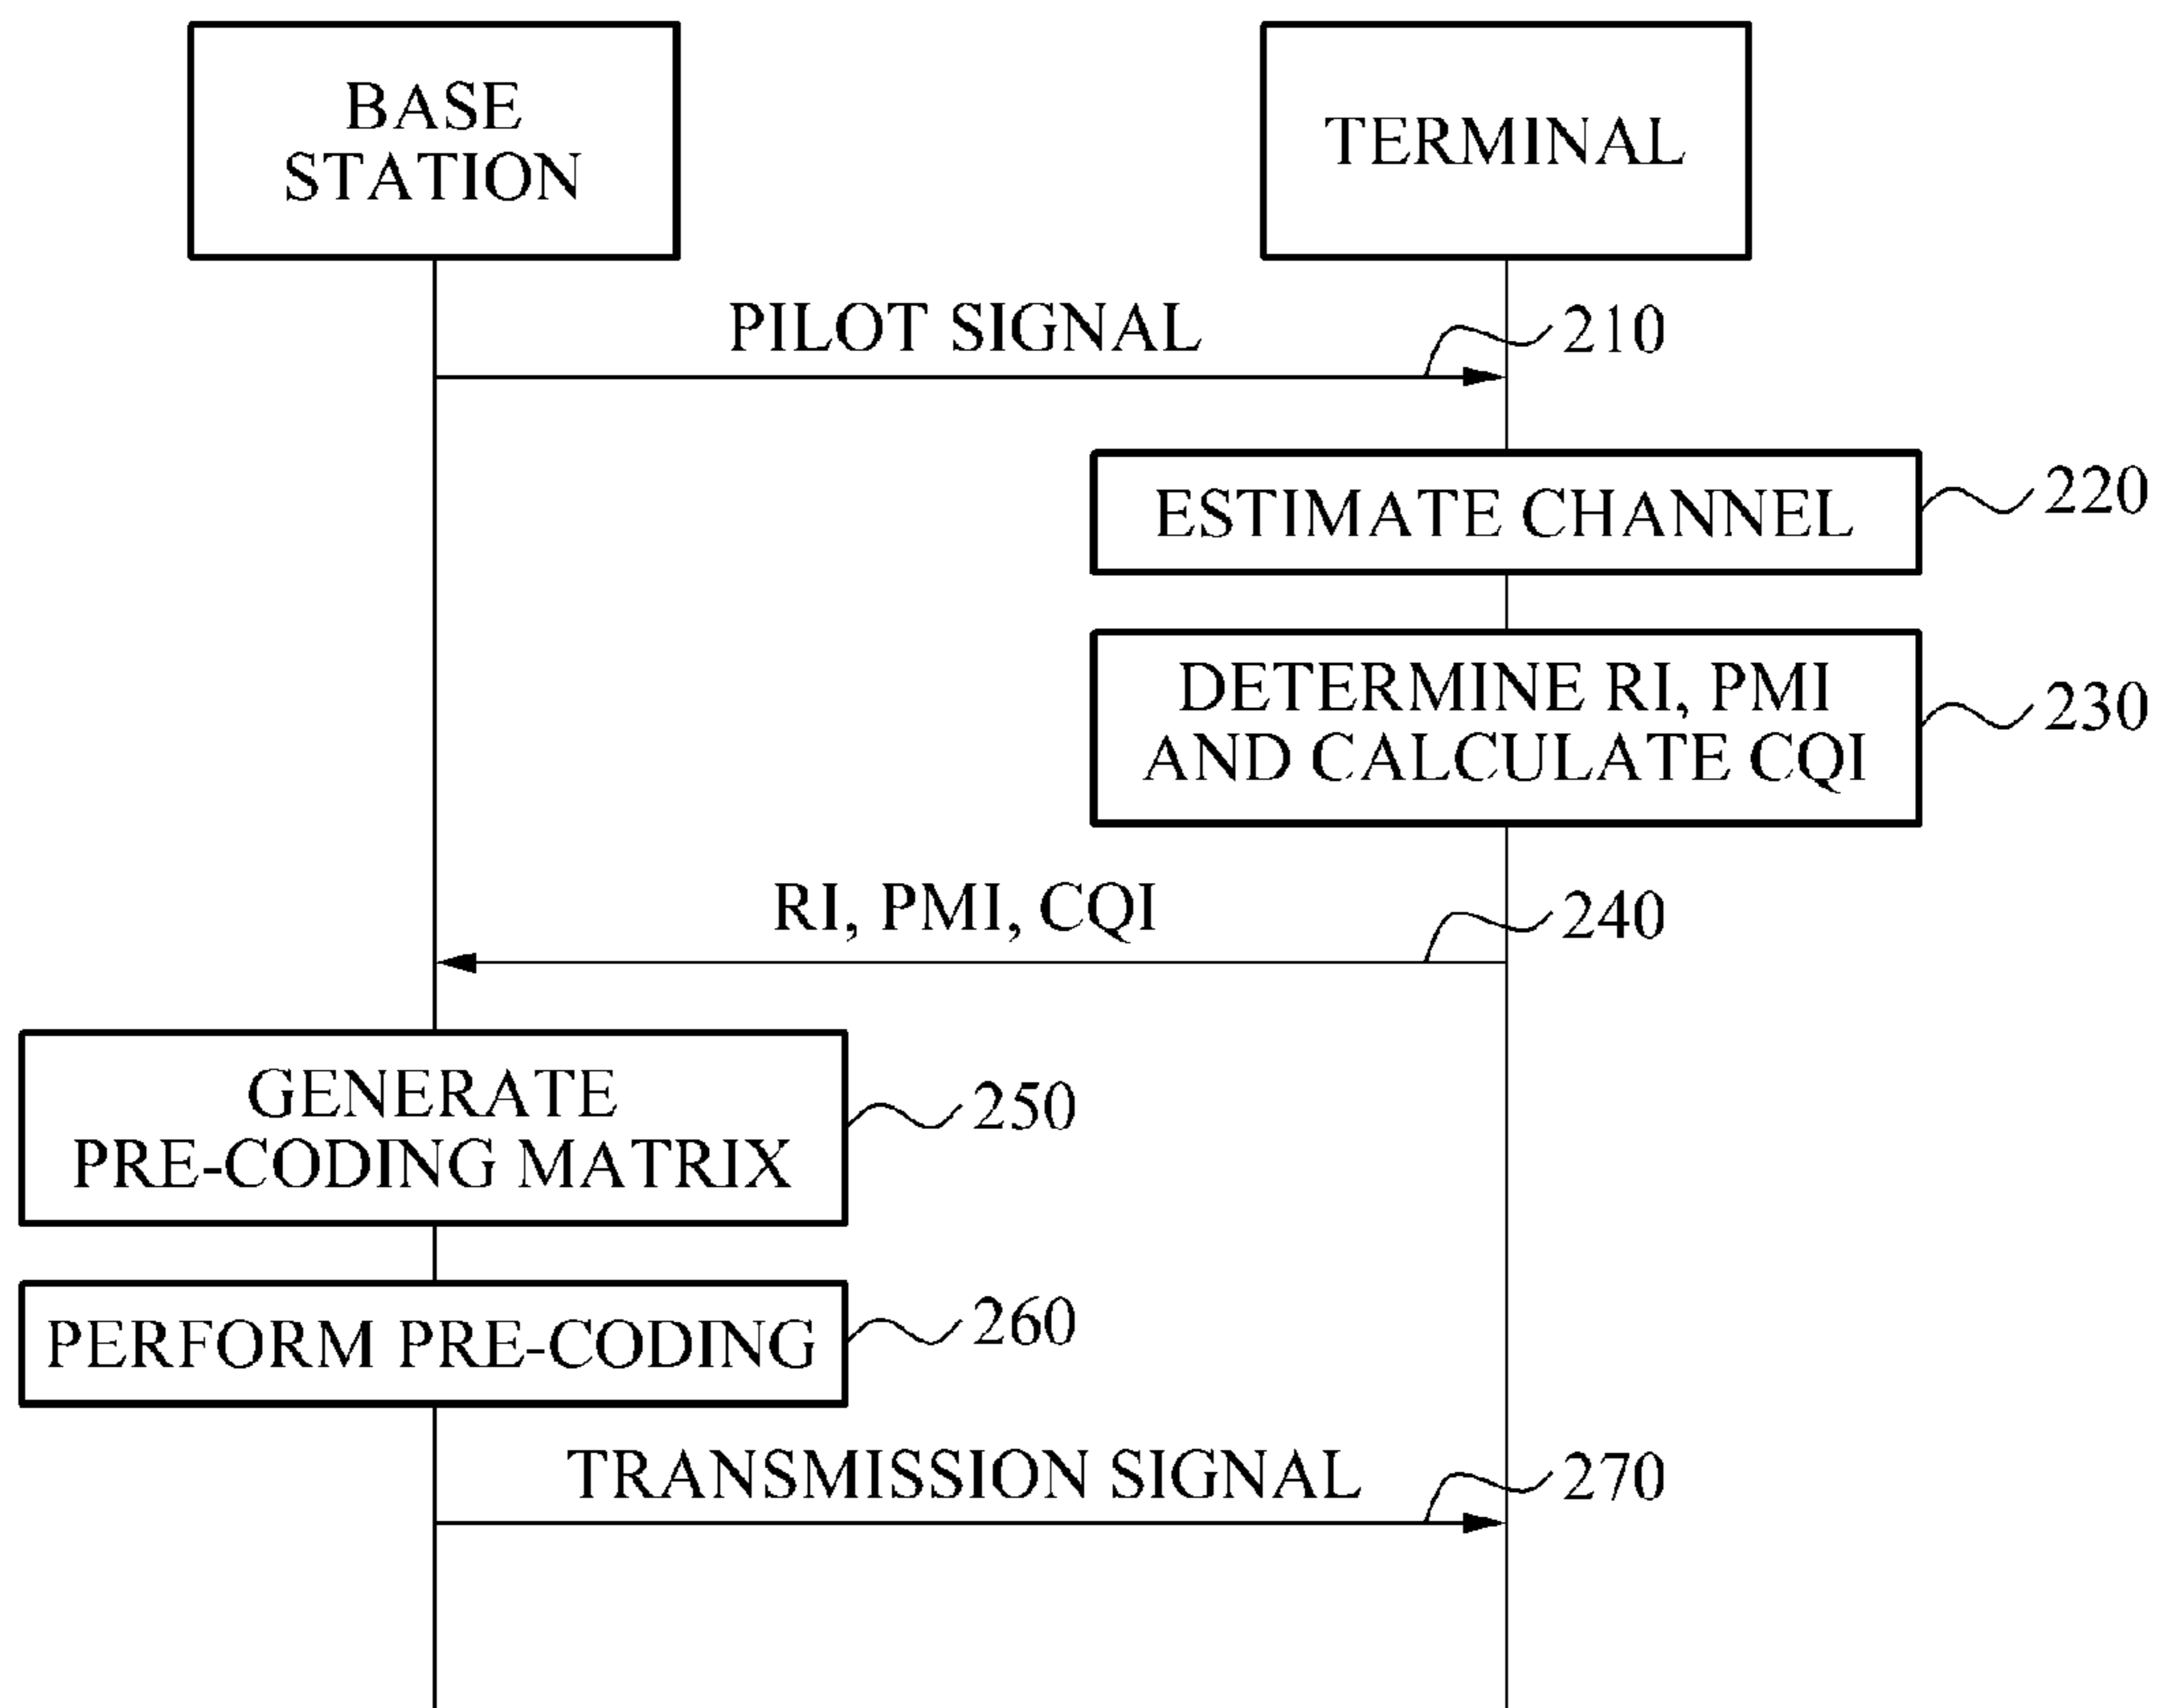 BASE
STATION
TERMINAL
PILOT SIGNAL
210
ESTIMATE CHANNEL
220
DETERMINE RI, PMI
AND CALCULATE CQI
230
RI, PMI, CQI
240
GENERATE
PRE-CODING MATRIX
250
PERFORM PRE-CODING
260
TRANSMISSION SIGNAL
270